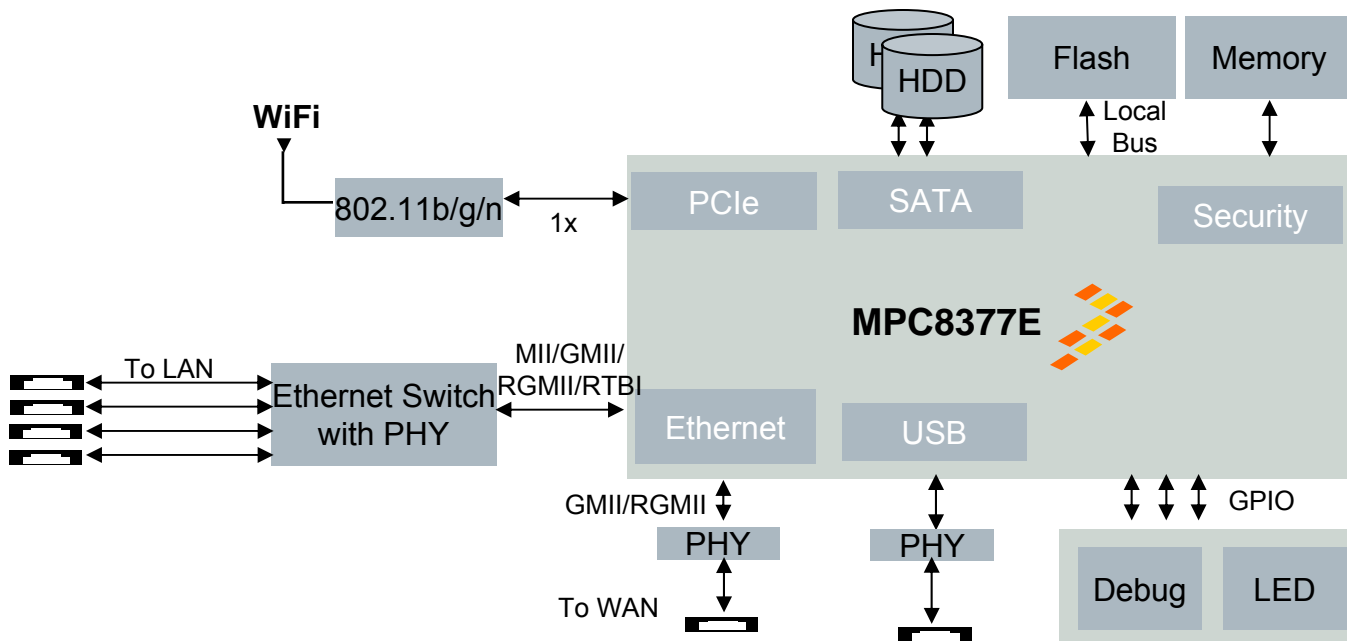 H
HDD
Flash
Memory
Local
Bus
WiFi
802.11b/g/n
1x
PCIe
SATA
Security
MPC8377E
To LAN
Ethernet Switch
with PHY
MII/GMII/
RGMII/RTBI
Ethernet
USB
GMII/RGMII
GPIO
PHY
PHY
Debug
LED
To WAN